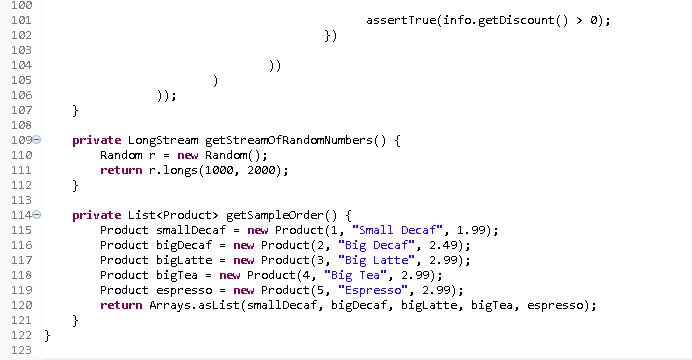 100
101 assertTrue(info.getDiscount() > 0);
102 })
103
104 ))
105 )
106 ));
107 }
108
109 private LongStream getStreamOfRandomNumbers() {
110 Random r = new Random();
111 return r.longs(1000, 2000);
112 }
113
114 private List<Product> getSampleOrder() {
115 Product smallDecaf = new Product(1, "Small Decaf", 1.99);
116 Product bigDecaf = new Product(2, "Big Decaf", 2.49);
117 Product bigLatte = new Product(3, "Big Latte", 2.99);
118 Product bigTea = new Product(4, "Big Tea", 2.99);
119 Product espresso = new Product(5, "Espresso", 2.99);
120 return Arrays.asList(smallDecaf, bigDecaf, bigLatte, bigTea, espresso);
121 }
122 }
123